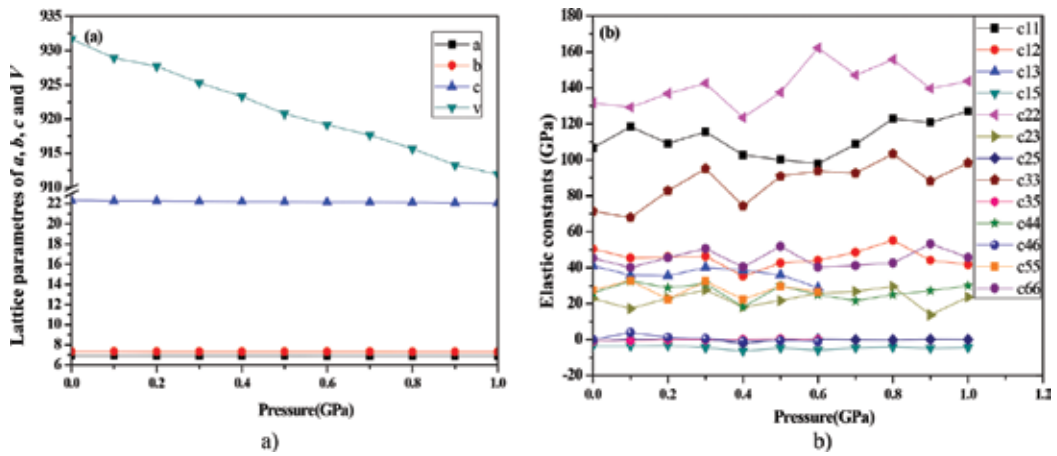 (a)
a
b
c
v
935
930
925
920
915
910
22
20
18
16
14
12
10
8
6
0.0 0.2 0.4 0.6 0.8 1.0
Lattice parametres of a, b, c and V
Pressure(GPa)
a)
(b)
c11
c12
c13
c15
c22
c23
c25
c35
c44
c46
c55
c66
180
160
140
120
100
80
60
40
20
0
-20
0.0 0.2 0.4 0.6 0.8 1.0 1.2
Elastic constants (GPa)
Pressure(GPa)
b)